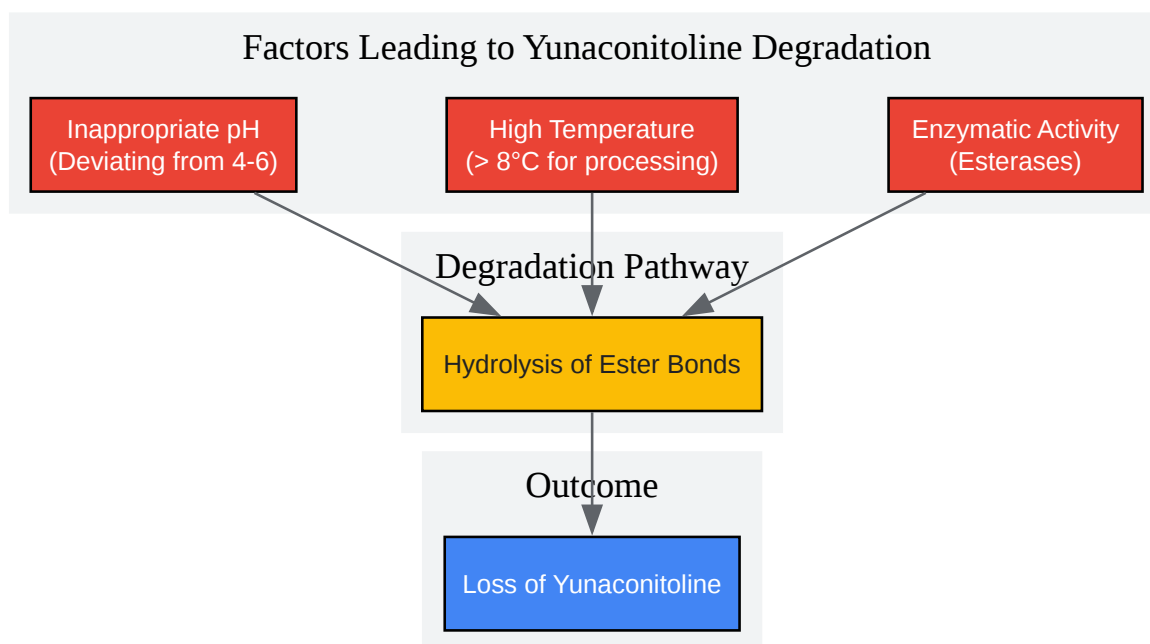 Factors Leading to Yunaconitoline Degradation
Inappropriate pH
(Deviating from 4-6)
High Temperature
(> 8°C for processing)
Enzymatic Activity
(Esterases)
Degradation Pathway
Hydrolysis of Ester Bonds
Outcome
Loss of Yunaconitoline